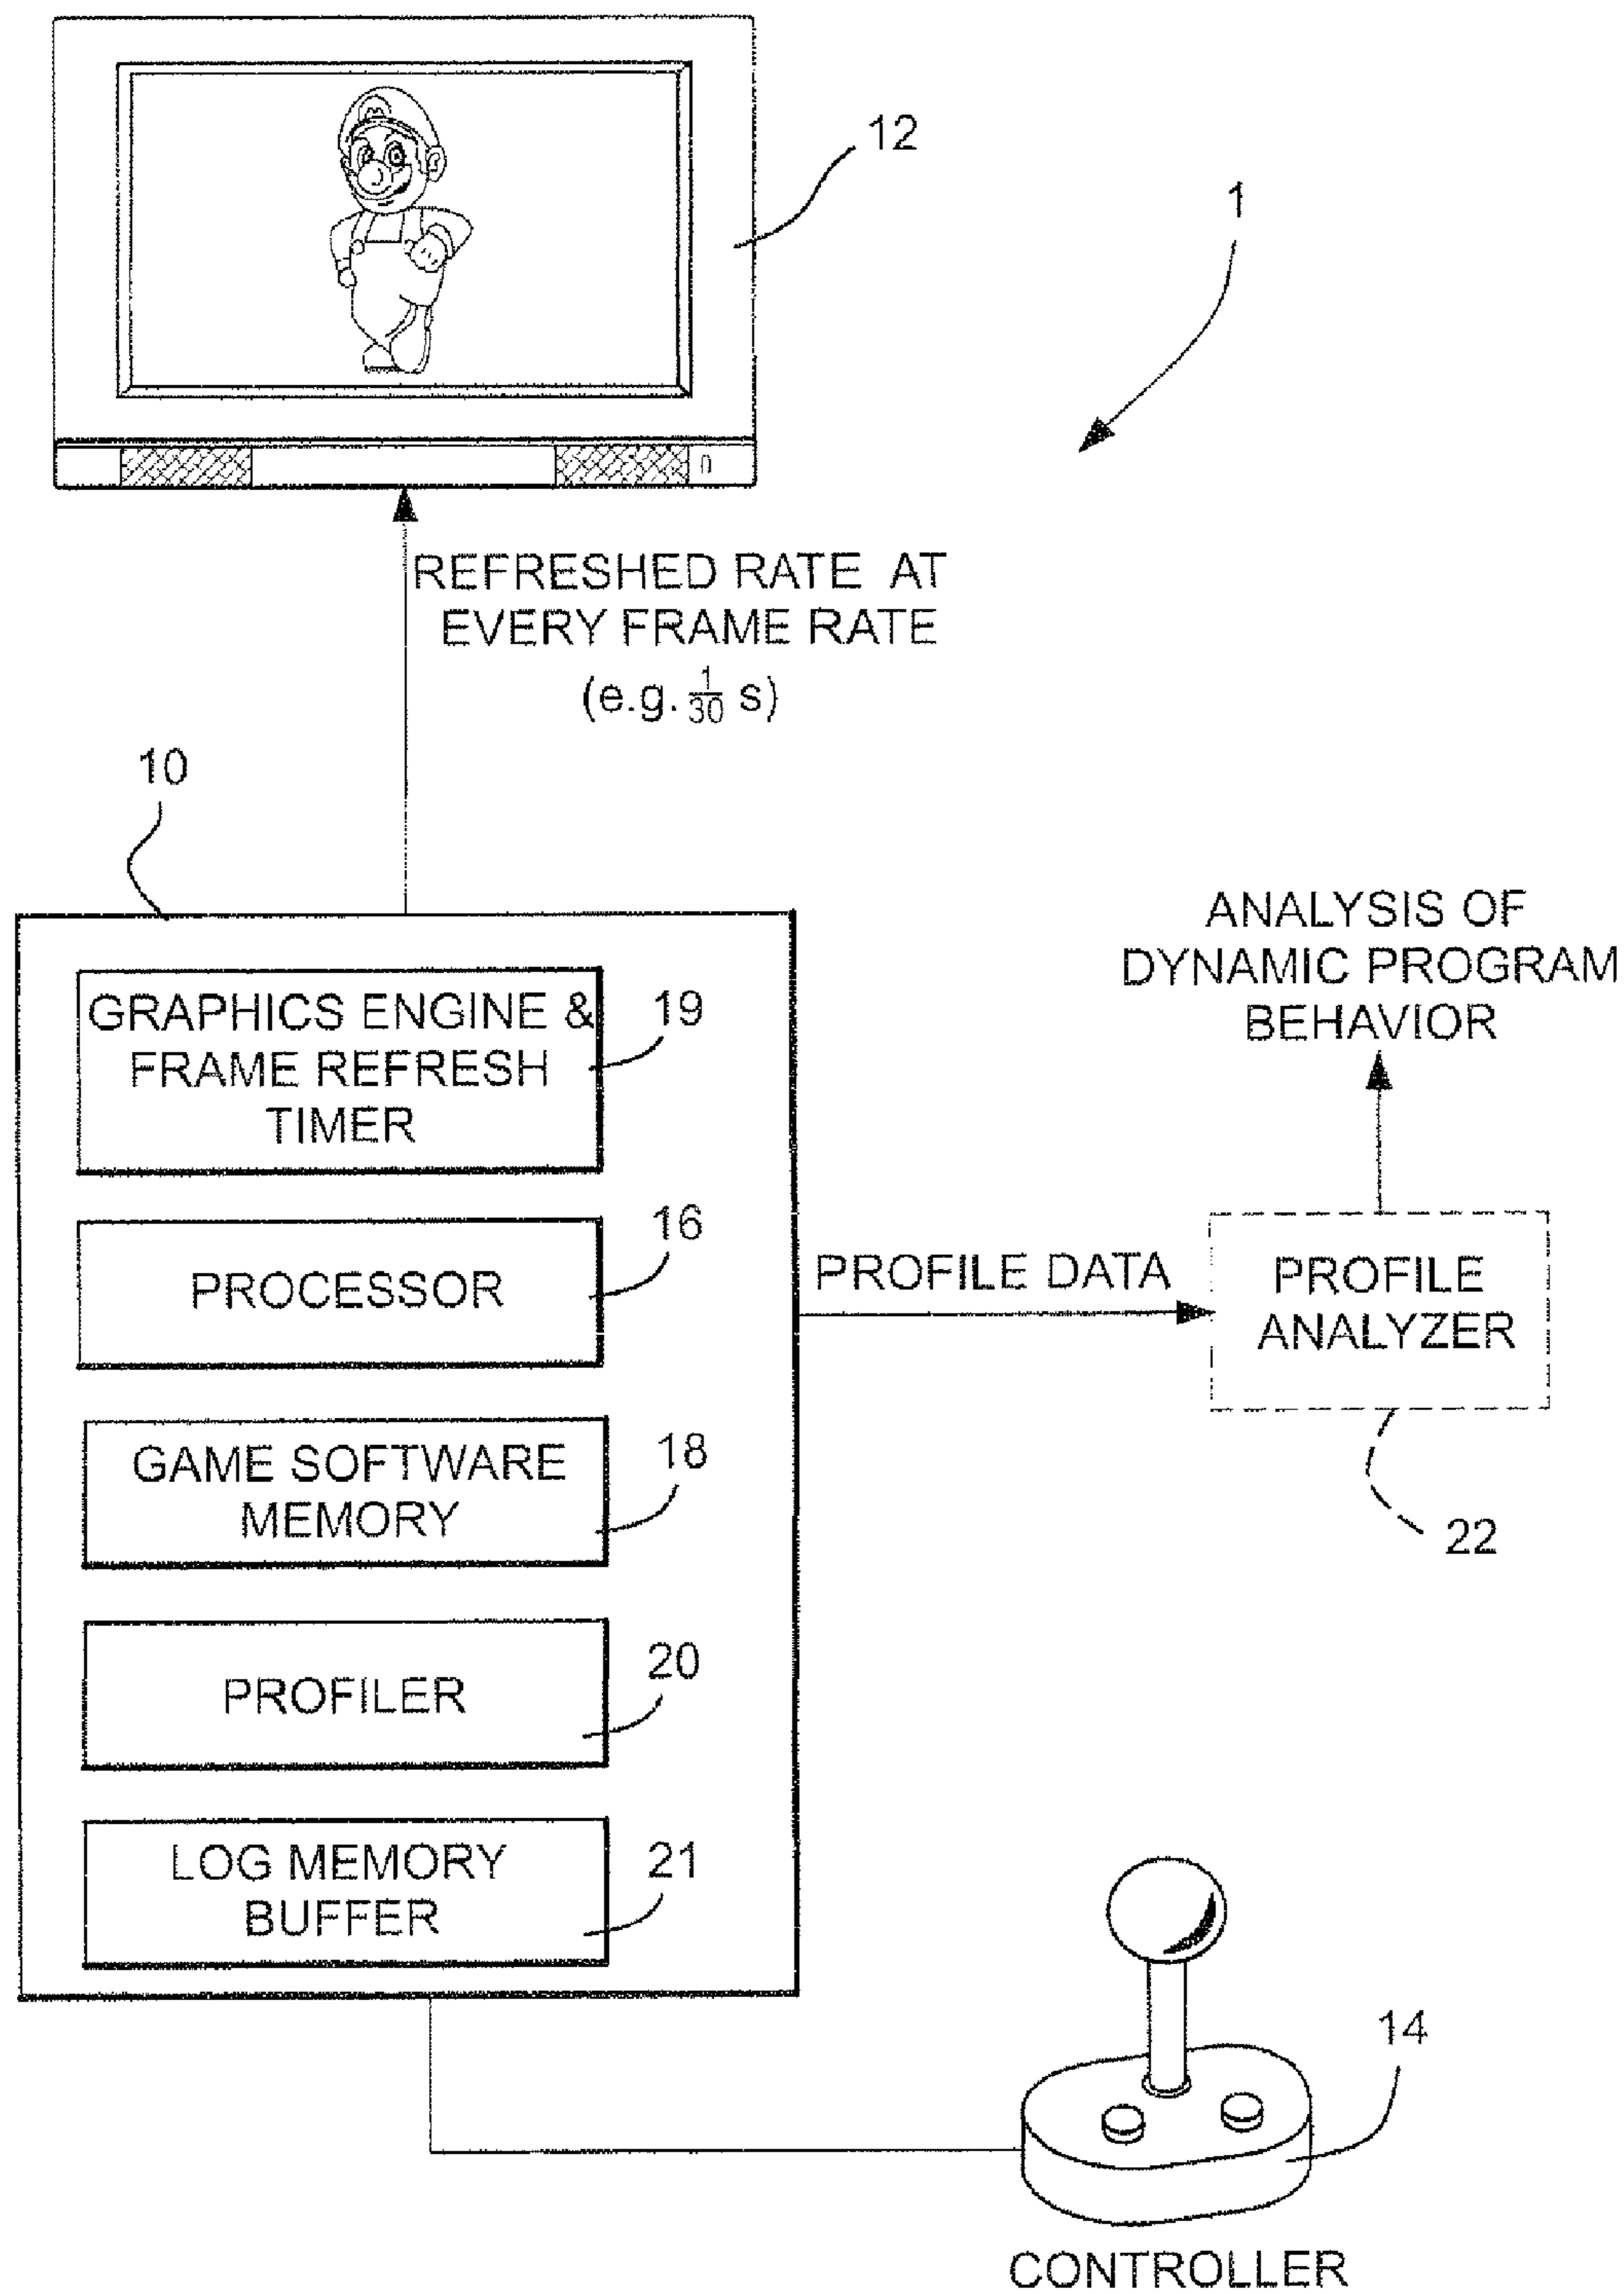 12
1
REFRESHED RATE AT
EVERY FRAME RATE
(e.g. 1/30 s)
10
GRAPHICS ENGINE &
FRAME REFRESH
TIMER
19
PROCESSOR
16
GAME SOFTWARE
MEMORY
18
PROFILER
20
LOG MEMORY
BUFFER
21
PROFILE DATA
ANALYSIS OF
DYNAMIC PROGRAM
BEHAVIOR
PROFILE
ANALYZER
22
14
CONTROLLER
M